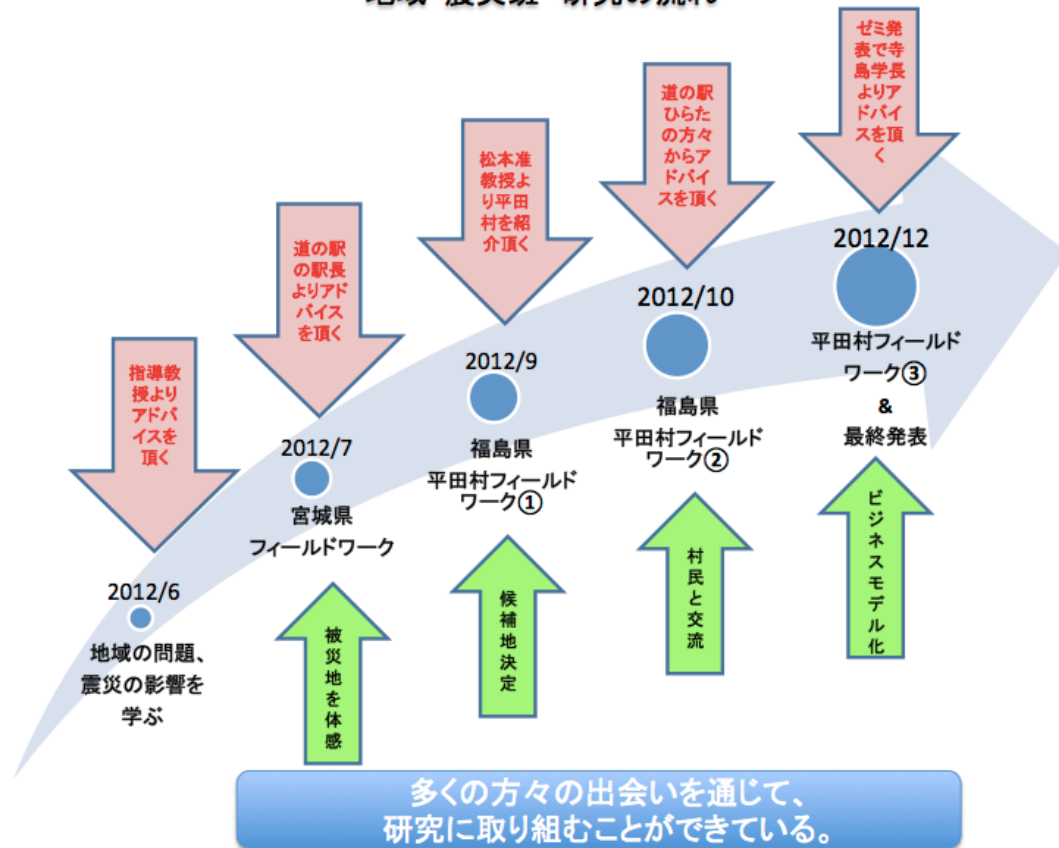 地域・震災班 研究の流れ
指導教
授より
アドバ
イスを
頂く
2012/6
地域の問題、
震災の影響を
学ぶ
道の駅
の駅長
よりアド
バイス
を頂く
2012/7
宮城県
フィールドワーク
被災地を体感
松本准
教授よ
り平田
村を紹
介頂く
2012/9
福島県
平田村フィールド
ワーク①
候補地決定
道の駅
ひらた
の方々
からア
ドバイ
スを頂く
2012/10
福島県
平田村フィールド
ワーク②
村民と交流
ゼミ発
表で寺
島学長
よりアド
バイ
スを頂
く
2012/12
平田村フィールド
ワーク③
&
最終発表
ビジネスモデル化
多くの方々の出会いを通じて、
研究に取り組むことができている。